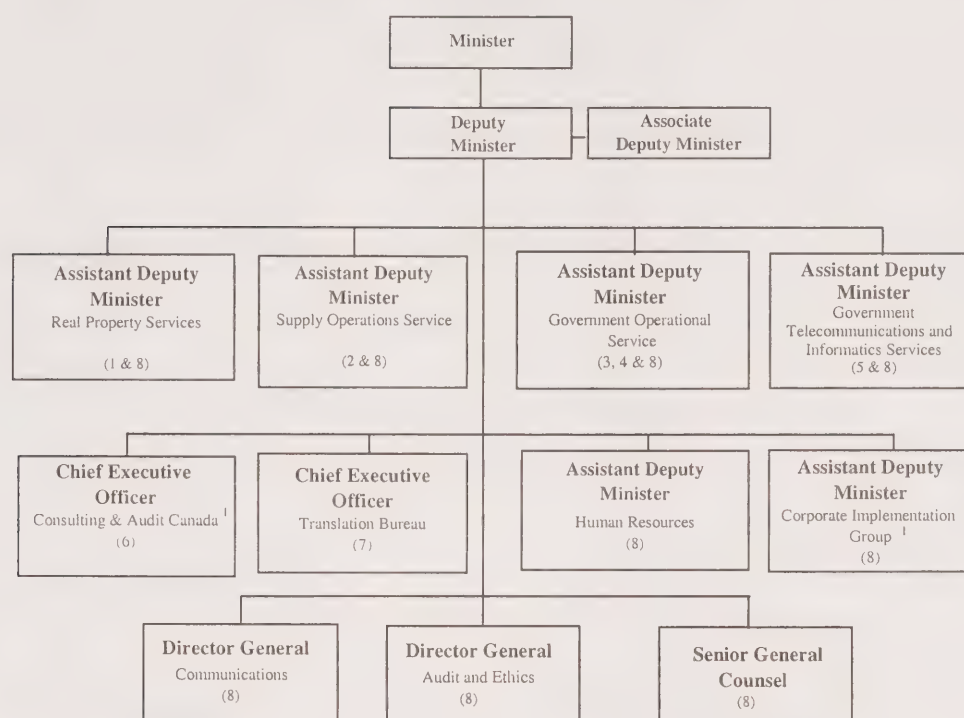 Minister
Deputy
Minister
Associate
Deputy Minister
Assistant Deputy
Minister
Real Property Services
(1 & 8)
Assistant Deputy
Minister
Supply Operations Service
(2 & 8)
Assistant Deputy
Minister
Government Operational
Service
(3, 4 & 8)
Assistant Deputy
Minister
Government
Telecommunications and
Informatics Services
(5 & 8)
Chief Executive
Officer
Consulting & Audit Canada 1
(6)
Chief Executive
Officer
Translation Bureau
(7)
Assistant Deputy
Minister
Human Resources
(8)
Assistant Deputy
Minister
Corporate Implementation
Group 1
(8)
Director General
Communications
(8)
Director General
Audit and Ethics
(8)
Senior General
Counsel
(8)